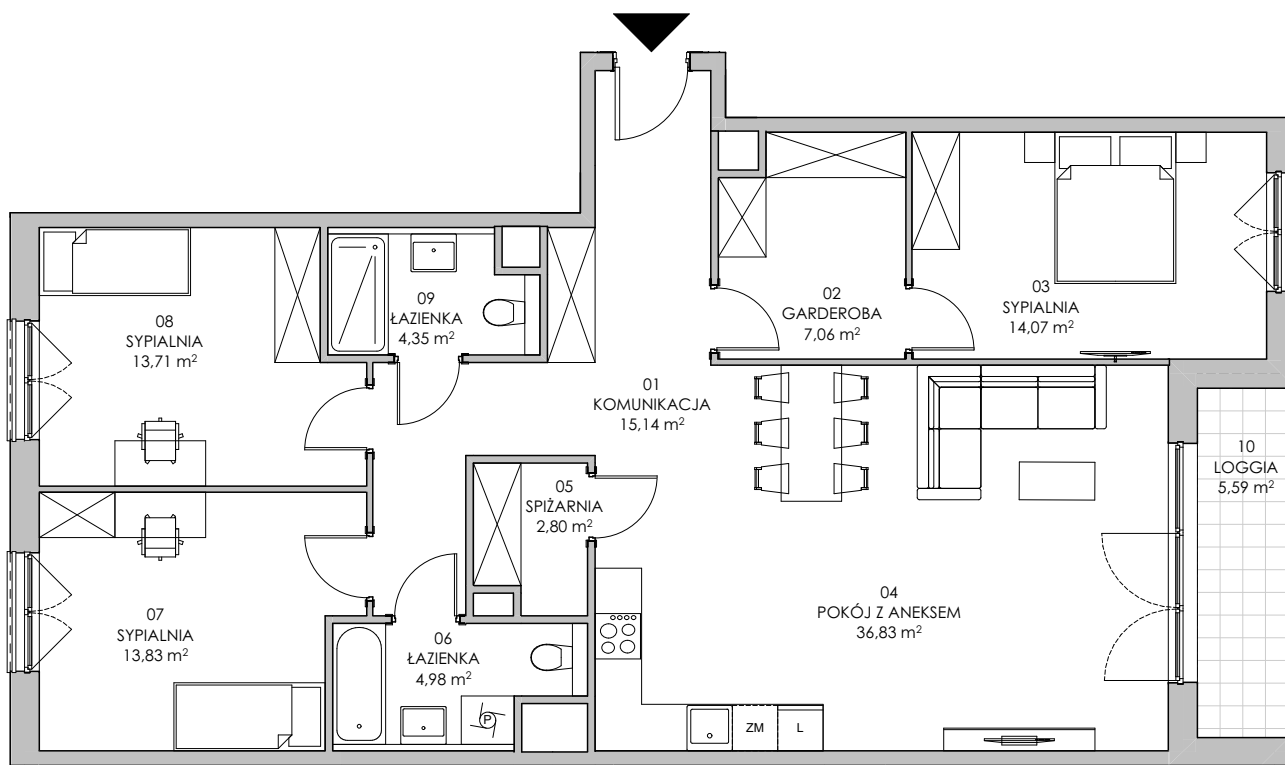 02
GARDEROBA
7,06 m²
03
SYPIALNIA
14,07 m²
08
SYPIALNIA
13,71 m²
09
ŁAZIENKA
4,35 m²
01
KOMUNIKACJA
15,14 m²
10
LOGGIA
5,59 m²
05
SPIŻARNIA
2,80 m²
04
POKÓJ Z ANEKSEM
36,83 m²
07
SYPIALNIA
13,83 m²
06
ŁAZIENKA
4,98 m²
P
ZM
L